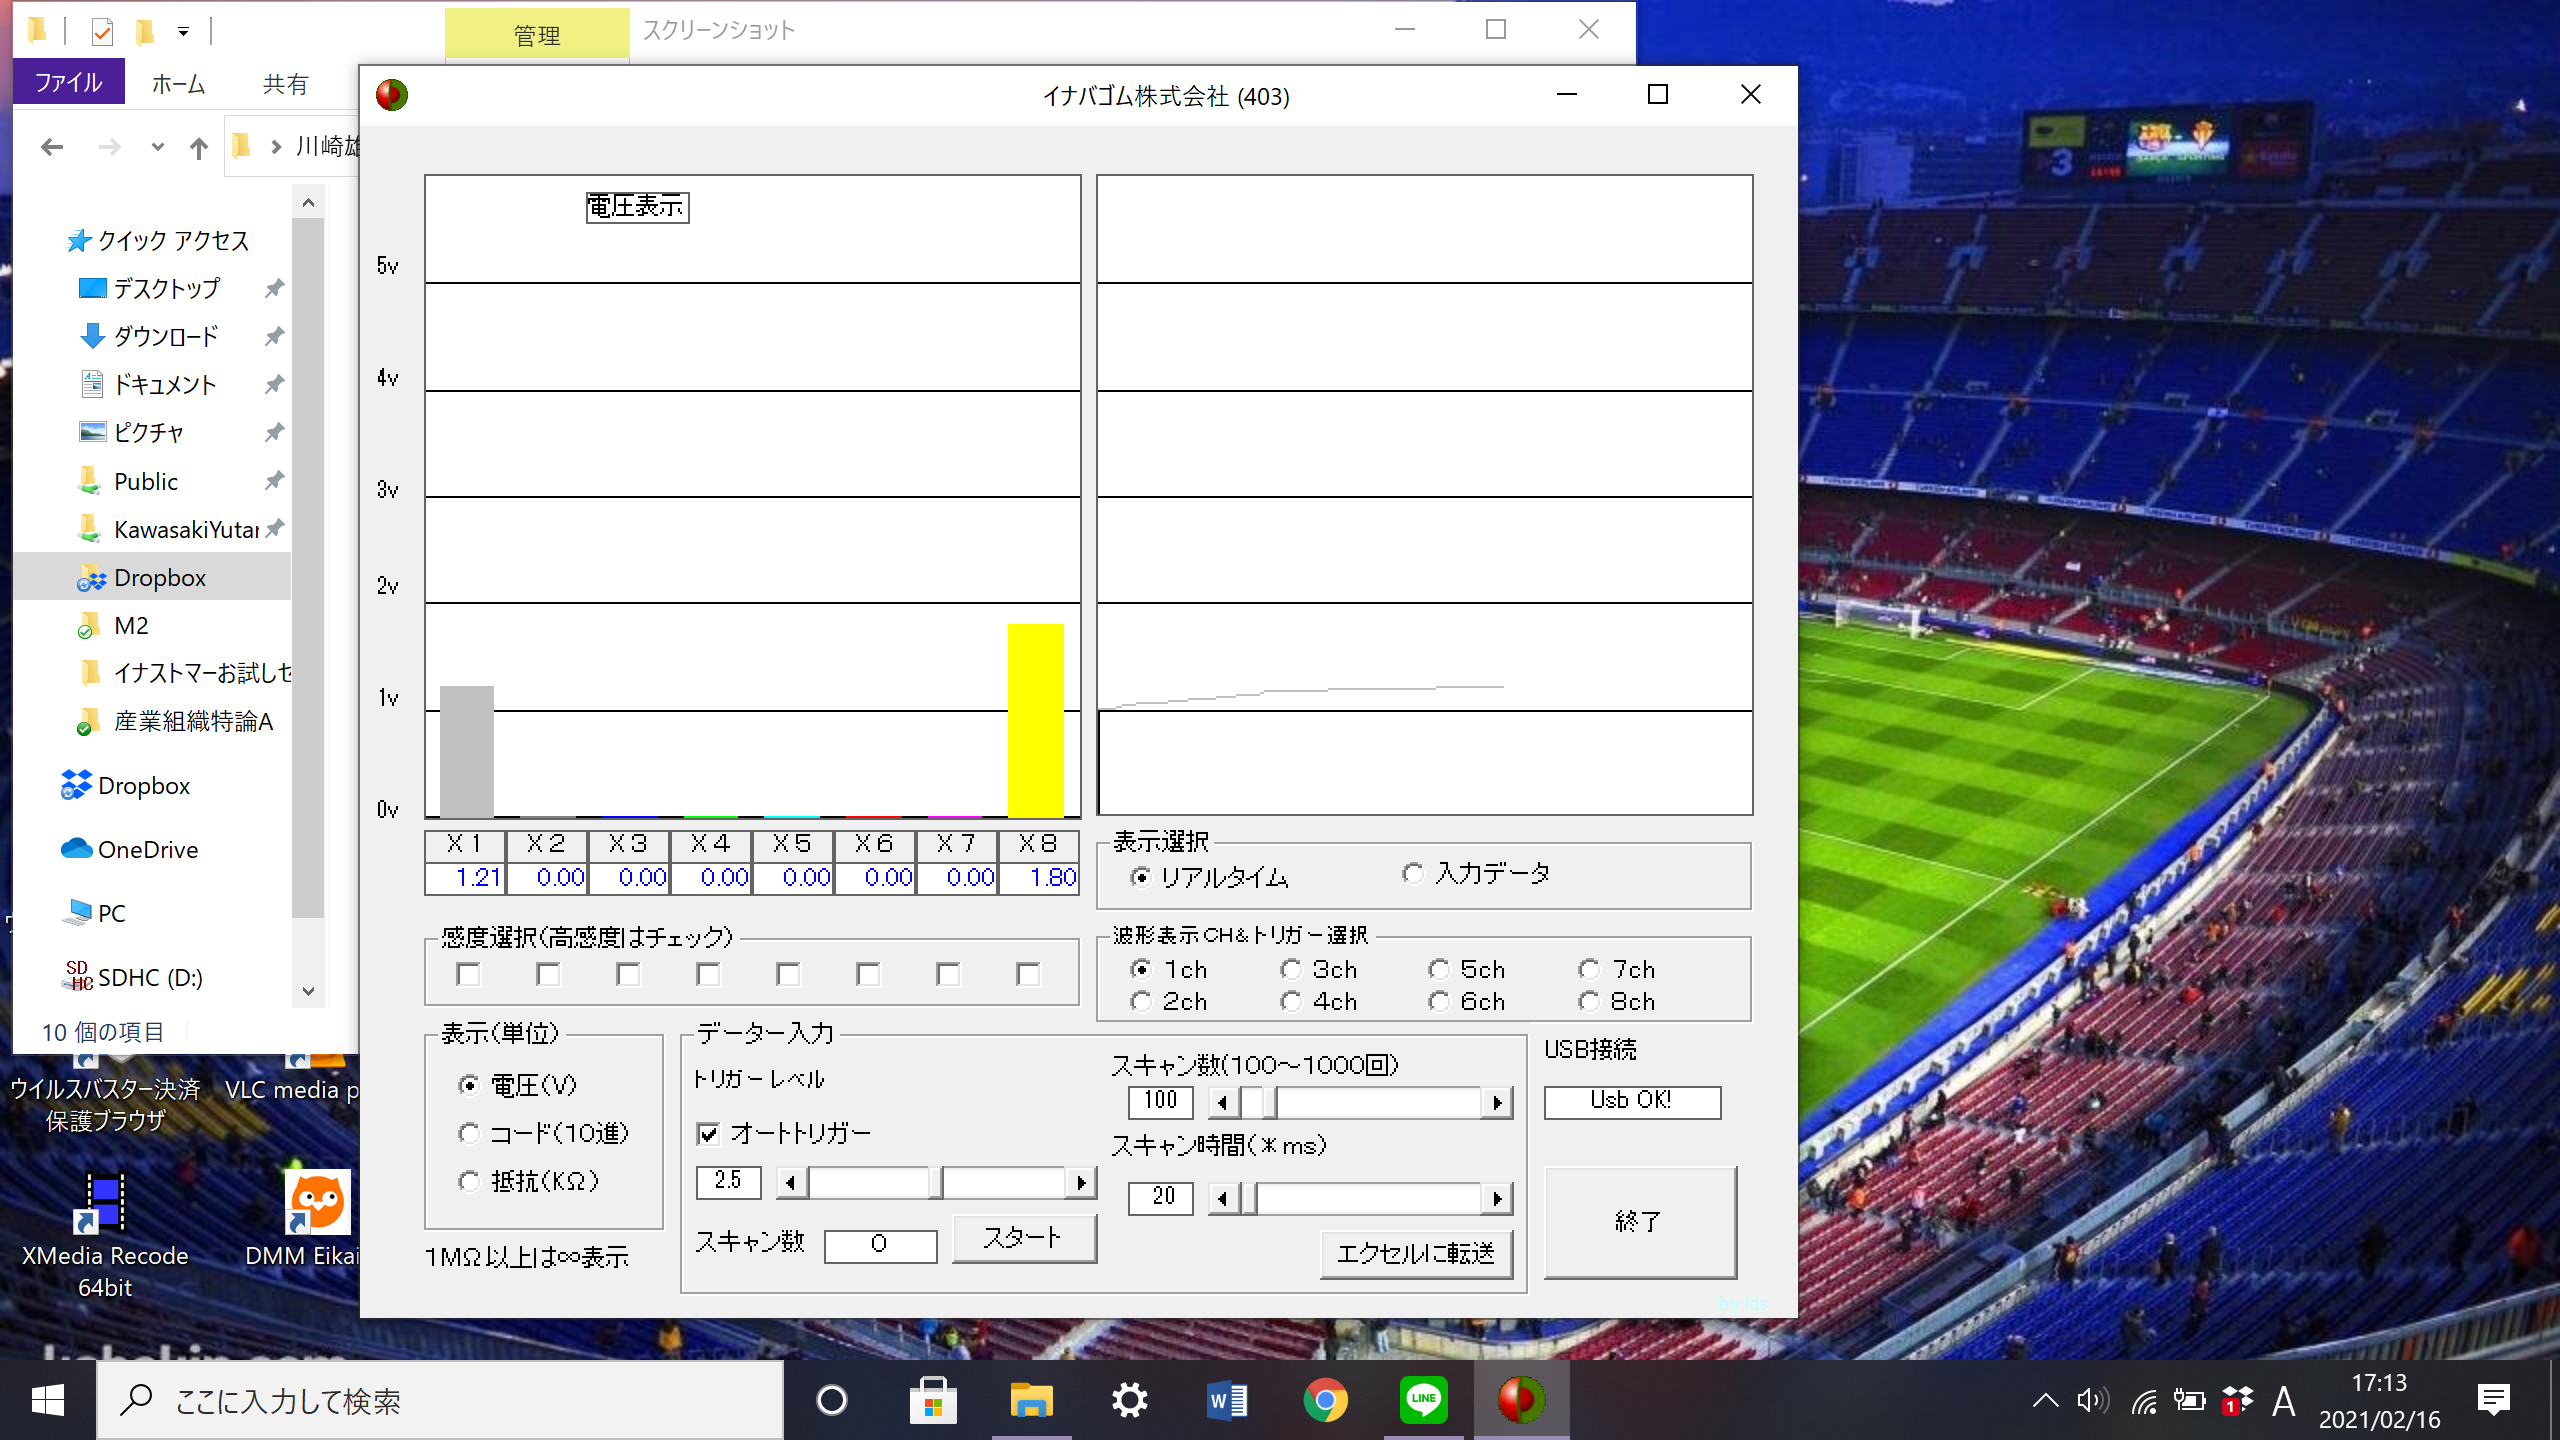 管理
スクリーンショット
ファイル
ホーム
共有
川崎雄
クイック アクセス
デスクトップ
ダウンロード
ドキュメント
ピクチャ
Public
KawasakiYutar
Dropbox
M2
イナストマーお試しセ
産業組織特論A
Dropbox
OneDrive
PC
SDHC (D:)
10 個の項目
イナバゴム株式会社 (403)
電圧表示
5v
4v
3v
2v
1v
0v
X1 X2 X3 X4 X5 X6 X7 X8
1.21 0.00 0.00 0.00 0.00 0.00 0.00 1.80
感度選択(高感度はチェック)
表示選択
リアルタイム
入力データ
波形表示CH&トリガー選択
1ch 3ch 5ch 7ch
2ch 4ch 6ch 8ch
表示(単位)
電圧(V)
コード(10進)
抵抗(KΩ)
1MΩ以上は∞表示
データー入力
トリガーレベル
オートトリガー
2.5
スキャン数
0
スタート
スキャン数(100～1000回)
100
スキャン時間(＊ms)
20
エクセルに転送
USB接続
Usb OK!
終了
by ids
ウイルスバスター決済
保護ブラウザ
VLC media p
XMedia Recode
64bit
DMM Eikai
ここに入力して検索
W
LINE
1
A
17:13
2021/02/16